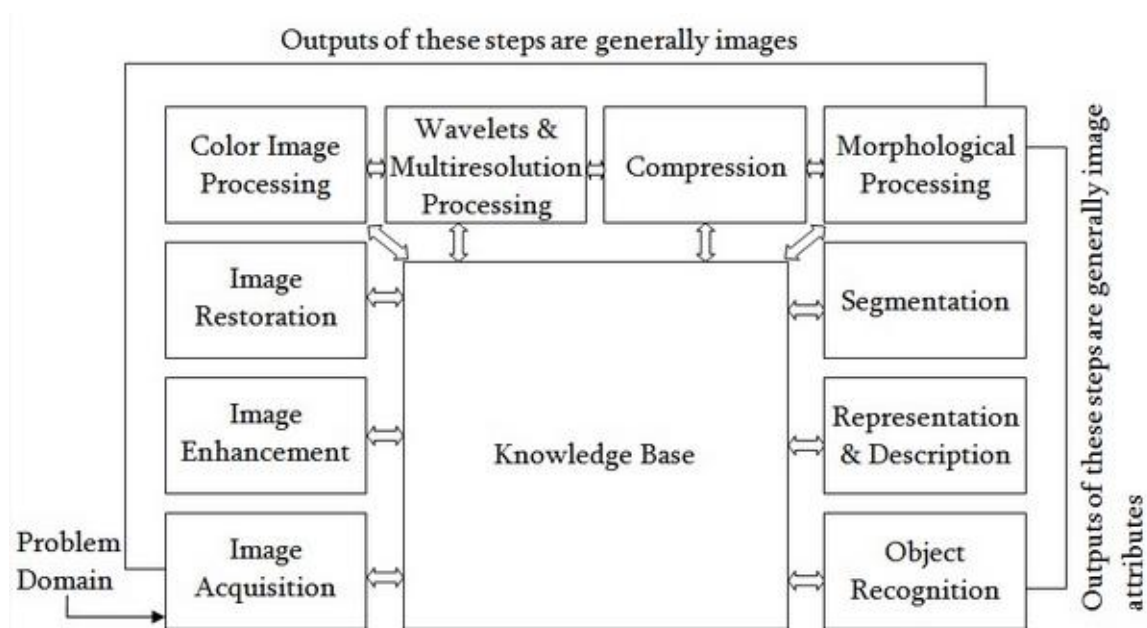 Outputs of these steps are generally images
Color Image
Processing
Wavelets &
Multiresolution
Processing
Compression
Morphological
Processing
Image
Restoration
Segmentation
Image
Enhancement
Knowledge Base
Representation
& Description
Problem
Domain
Image
Acquisition
Object
Recognition
Outputs of these steps are generally image
attributes